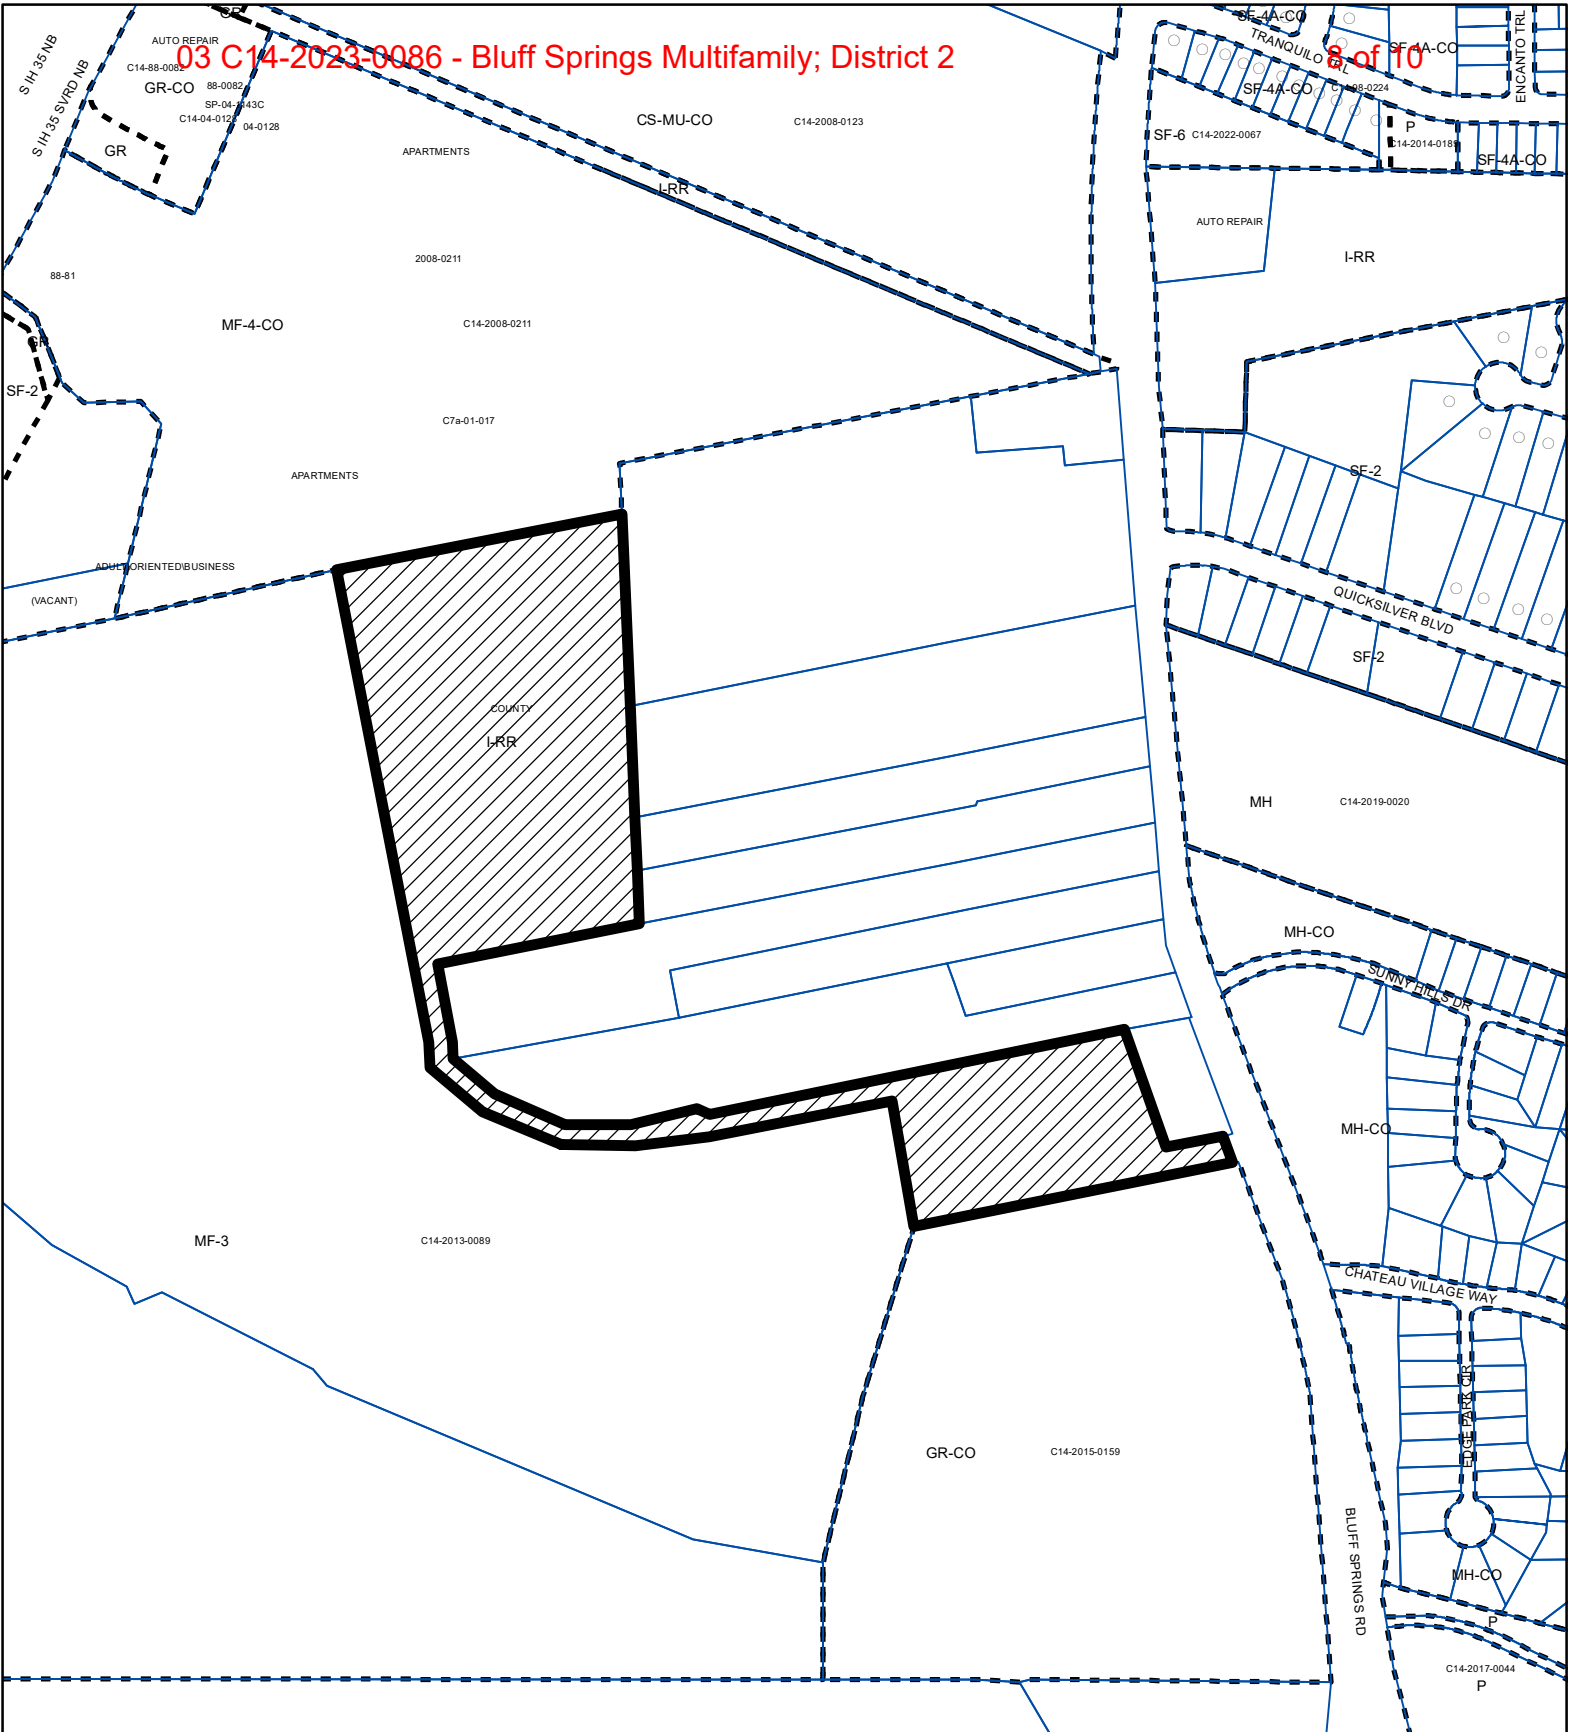 03 C14-2023-0086 - Bluff Springs Multifamily; District 2
8 of 10
S IH 35 NB
S IH 35 SVRD NB
GR
AUTO REPAIR
C14-88-0082
GR-CO
88-0082
SP-04-1143C
C14-04-0128
04-0128
GR
CS-MU-CO
C14-2008-0123
APARTMENTS
I-RR
SF-4A-CO
TRANQUILO TRL
SF-4A-CO
ENCANTO TRL
SF-4A-CO
C14-98-0224
SF-6
C14-2022-0067
P
C14-2014-0189
SF-4A-CO
AUTO REPAIR
I-RR
88-81
2008-0211
MF-4-CO
C14-2008-0211
GR
SF-2
C7a-01-017
APARTMENTS
SF-2
ADULT ORIENTED\BUSINESS
(VACANT)
QUICKSILVER BLVD
SF-2
COUNTY
I-RR
MH
C14-2019-0020
MH-CO
SUNNY HILLS DR
MH-CO
MF-3
C14-2013-0089
CHATEAU VILLAGE WAY
EDGE PARK CIR
GR-CO
C14-2015-0159
BLUFF SPRINGS RD
MH-CO
P
C14-2017-0044
P